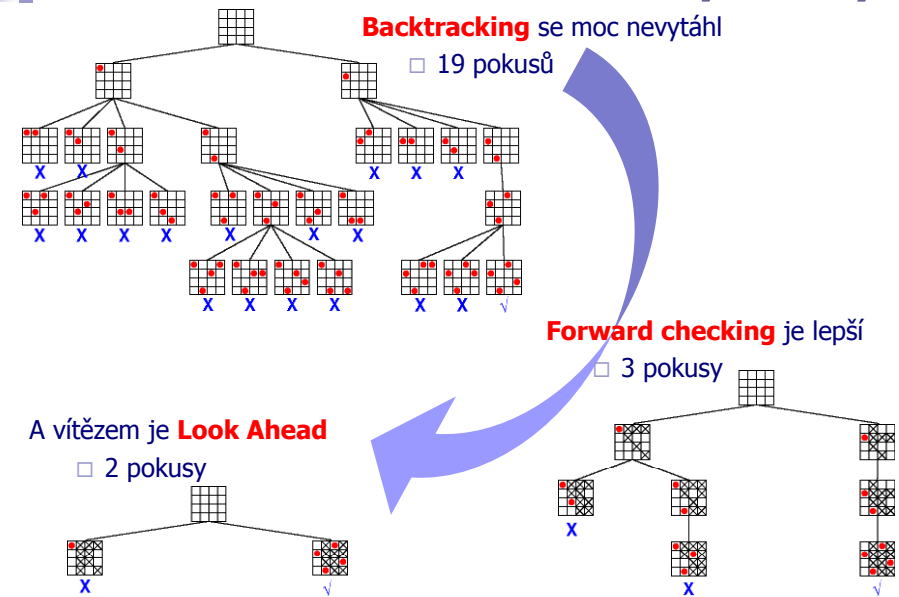 Backtracking se moc nevytáhl
19 pokusů
X X X X X
X X X X X X X
X X X X X X √
Forward checking je lepší
3 pokusy
X
X √
A vítězem je Look Ahead
2 pokusy
X √